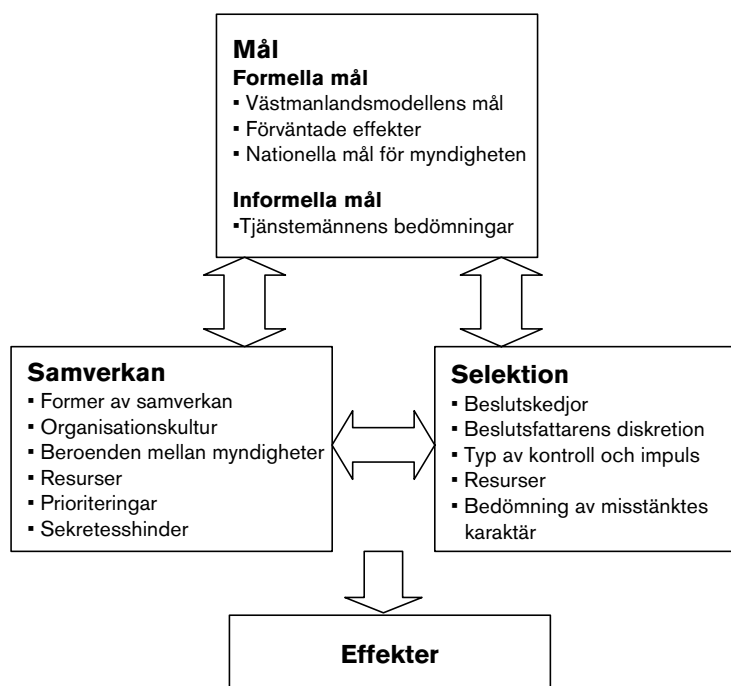 Mål
Formella mål
▪ Västmanlandsmodellens mål
▪ Förväntade effekter
▪ Nationella mål för myndigheten
Informella mål
▪Tjänstemännens bedömningar
Samverkan
▪ Former av samverkan
▪ Organisationskultur
▪ Beroenden mellan myndigheter
▪ Resurser
▪ Prioriteringar
▪ Sekretesshinder
Selektion
▪ Beslutskedjor
▪ Beslutsfattarens diskretion
▪ Typ av kontroll och impuls
▪ Resurser
▪ Bedömning av misstänktes
karaktär
Effekter